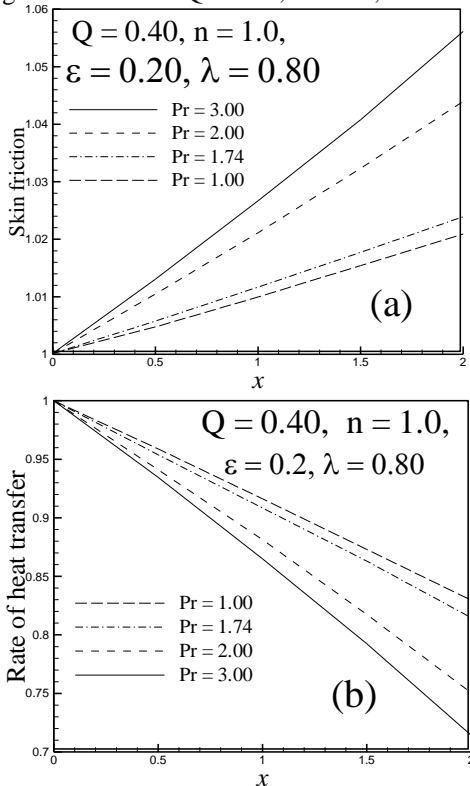 Q = 0.40, n = 1.0,
ε = 0.20, λ = 0.80
Pr = 3.00
Pr = 2.00
Pr = 1.74
Pr = 1.00
(a)
Skin friction
1.06
1.04
1.02
1.01
1
0
0.5
1
1.5
2
x
Q = 0.40, n = 1.0,
ε = 0.2, λ = 0.80
Pr = 1.00
Pr = 1.74
Pr = 2.00
Pr = 3.00
(b)
Rate of heat transfer
1
0.95
0.9
0.85
0.8
0.75
0.7
0
0.5
1
1.5
2
x